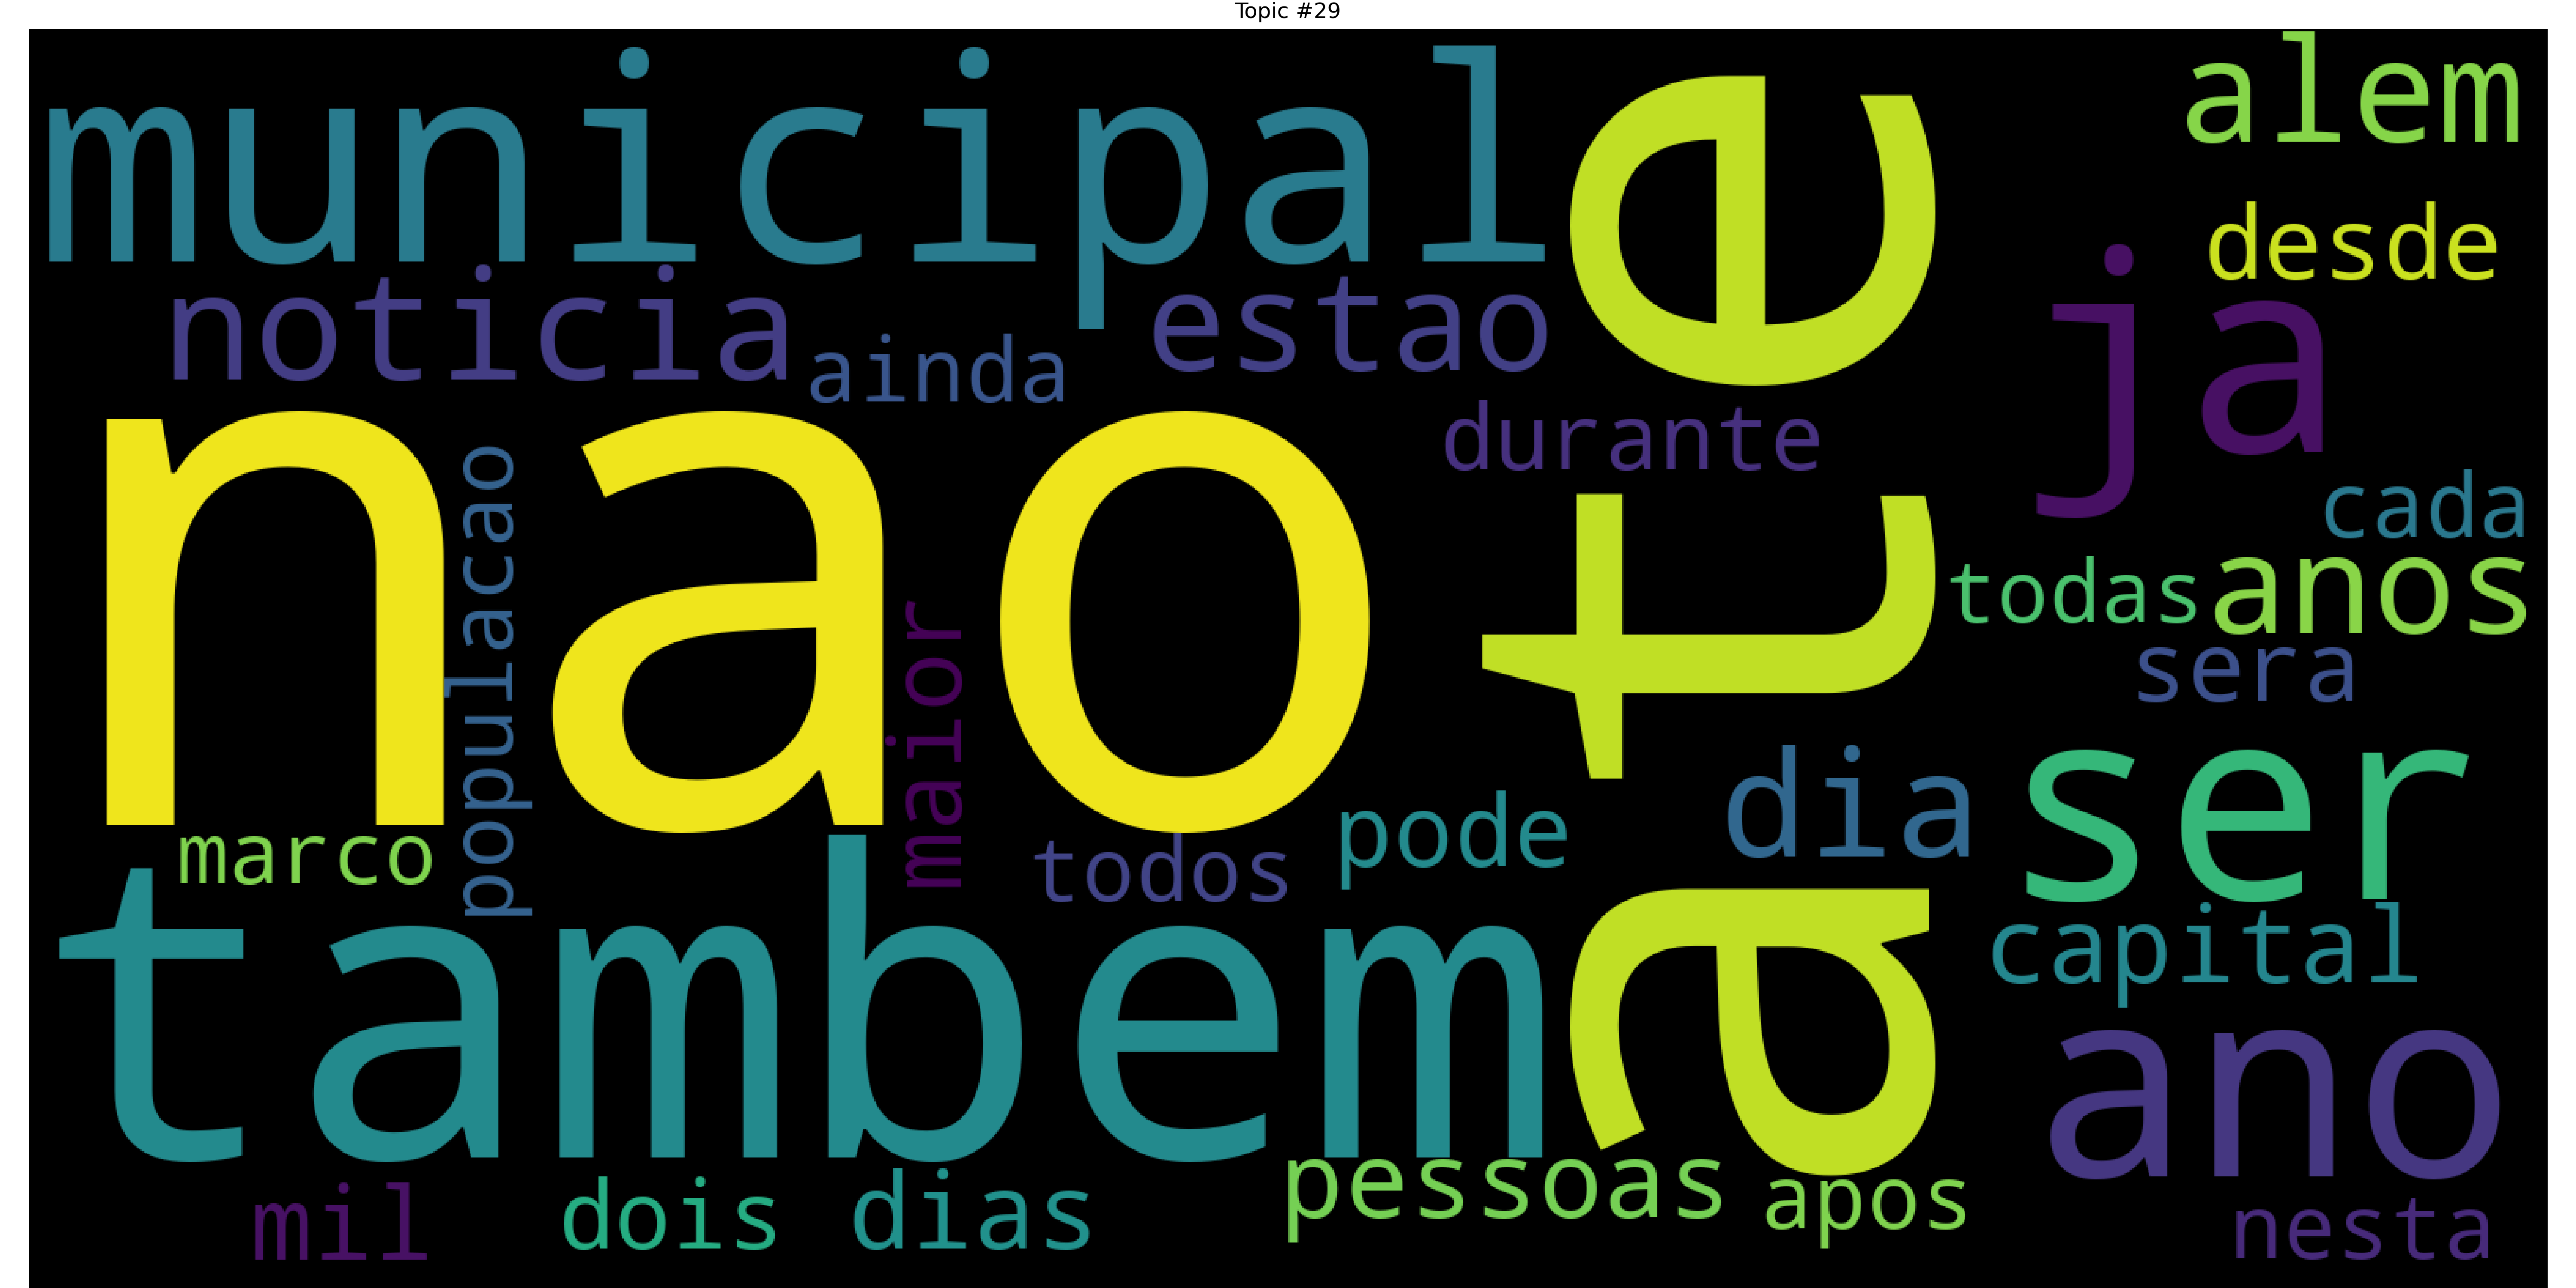 Topic #29
municipal
alem
desde
noticia
ainda
estao
ate
ja
durante
nao
populacao
maior
cada
todas
anos
sera
marco
todos
pode
dia
ser
tambem
capital
ano
pessoas
apos
mil
dois
dias
nesta